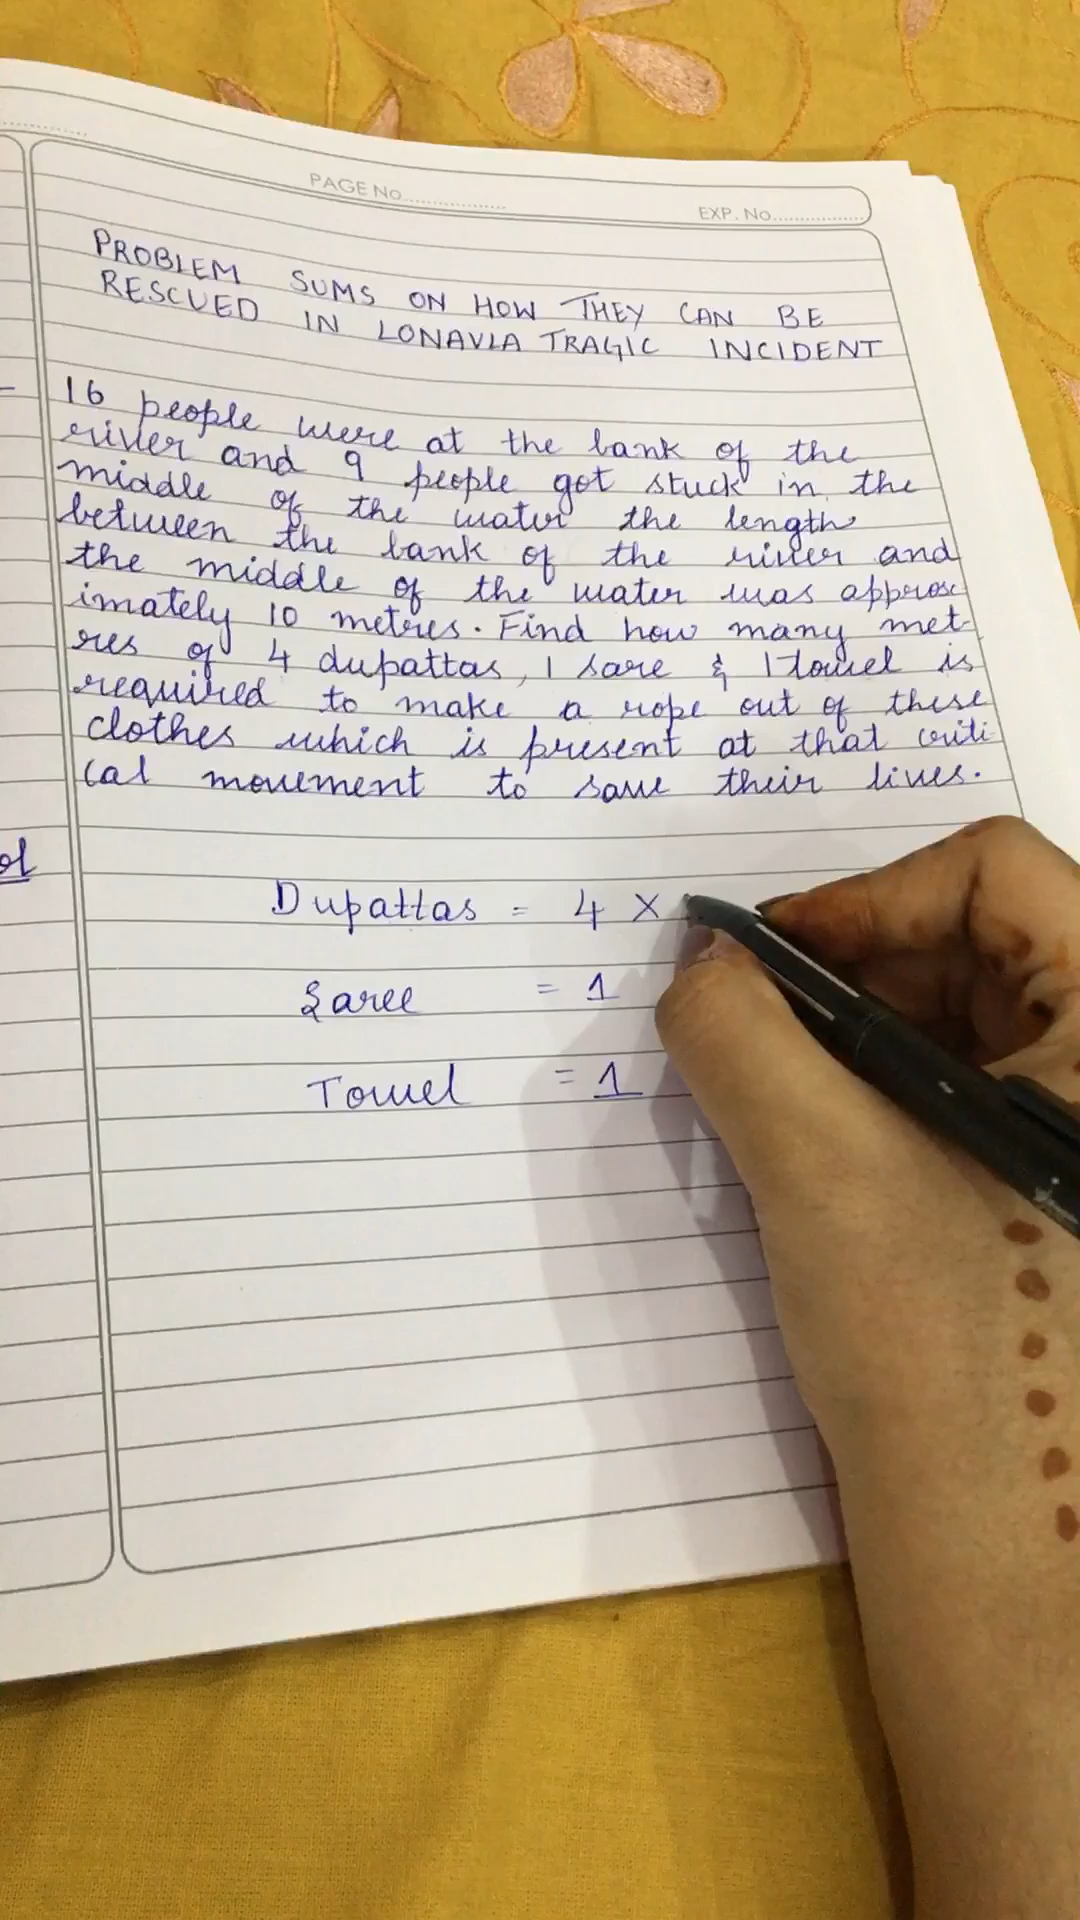 PAGE No.
EXP. No.
PROBLEM SUMS ON HOW THEY CAN BE
RESCUED IN LONAVLA TRAGIC INCIDENT
16 people were at the bank of the
river and 9 people got stuck in the
middle of the water the length
between the bank of the river and
the middle of the water was approx
imately 10 metres. Find how many met-
res of 4 dupattas, 1 sare & 1 towel is
required to make a rope out of these
clothes which is present at that criti
cal movement to save their lives.
ol
Dupattas = 4 ×
Saree = 1
Towel = 1